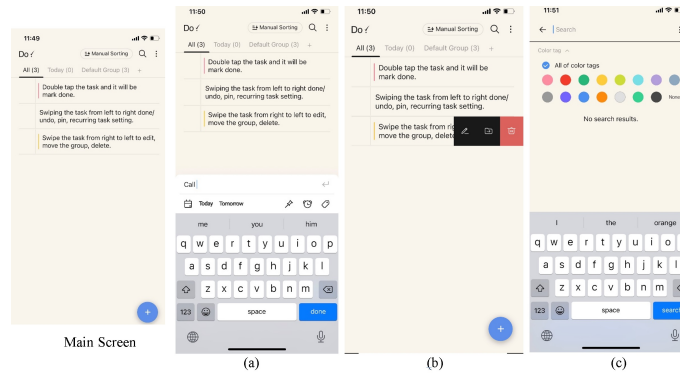 11:49
Do
Manual Sorting
All (3) Today (0) Default Group (3) +
Double tap the task and it will be
mark done.
Swiping the task from left to right done/
undo, pin, recurring task setting.
Swipe the task from right to left to edit,
move the group, delete.
+
Main Screen
11:50
Do
Manual Sorting
All (3) Today (0) Default Group (3) +
Double tap the task and it will be
mark done.
Swiping the task from left to right done/
undo, pin, recurring task setting.
Swipe the task from right to left to edit,
move the group, delete.
Call
Today Tomorrow
me you him
q w e r t y u i o p
a s d f g h j k l
z x c v b n m
123 space done
(a)
11:50
Do
Manual Sorting
All (3) Today (0) Default Group (3) +
Double tap the task and it will be
mark done.
Swiping the task from left to right done/
undo, pin, recurring task setting.
Swipe the task from
move the group,
+
(b)
11:51
Search
Color tag
All of color tags
None
No search results.
I the orange
q w e r t y u i o
a s d f g h j k l
z x c v b n m
123 space search
(c)